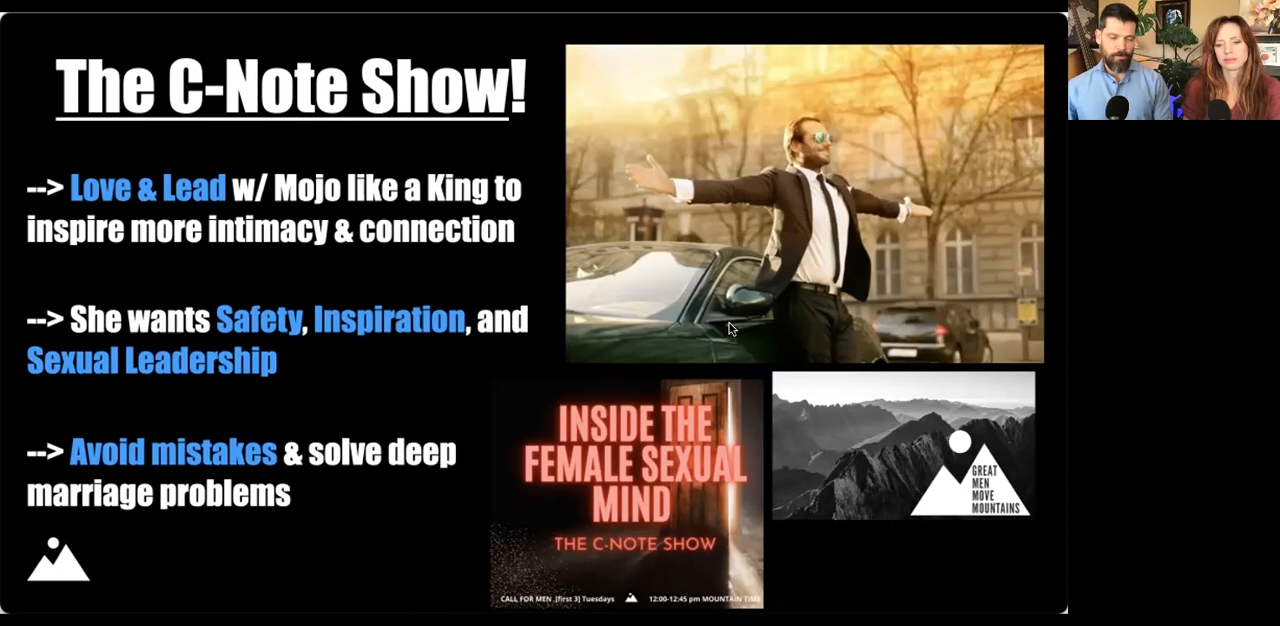 The C-Note Show!
--> Love & Lead w/ Mojo like a King to
inspire more intimacy & connection
--> She wants Safety, Inspiration, and
Sexual Leadership
--> Avoid mistakes & solve deep
marriage problems
INSIDE THE
FEMALE SEXUAL
MIND
THE C-NOTE SHOW
CALL FOR MEN (first 3) Tuesdays 12:00-12:45 pm MOUNTAIN TIME
GREAT
MEN
MOVE
MOUNTAINS